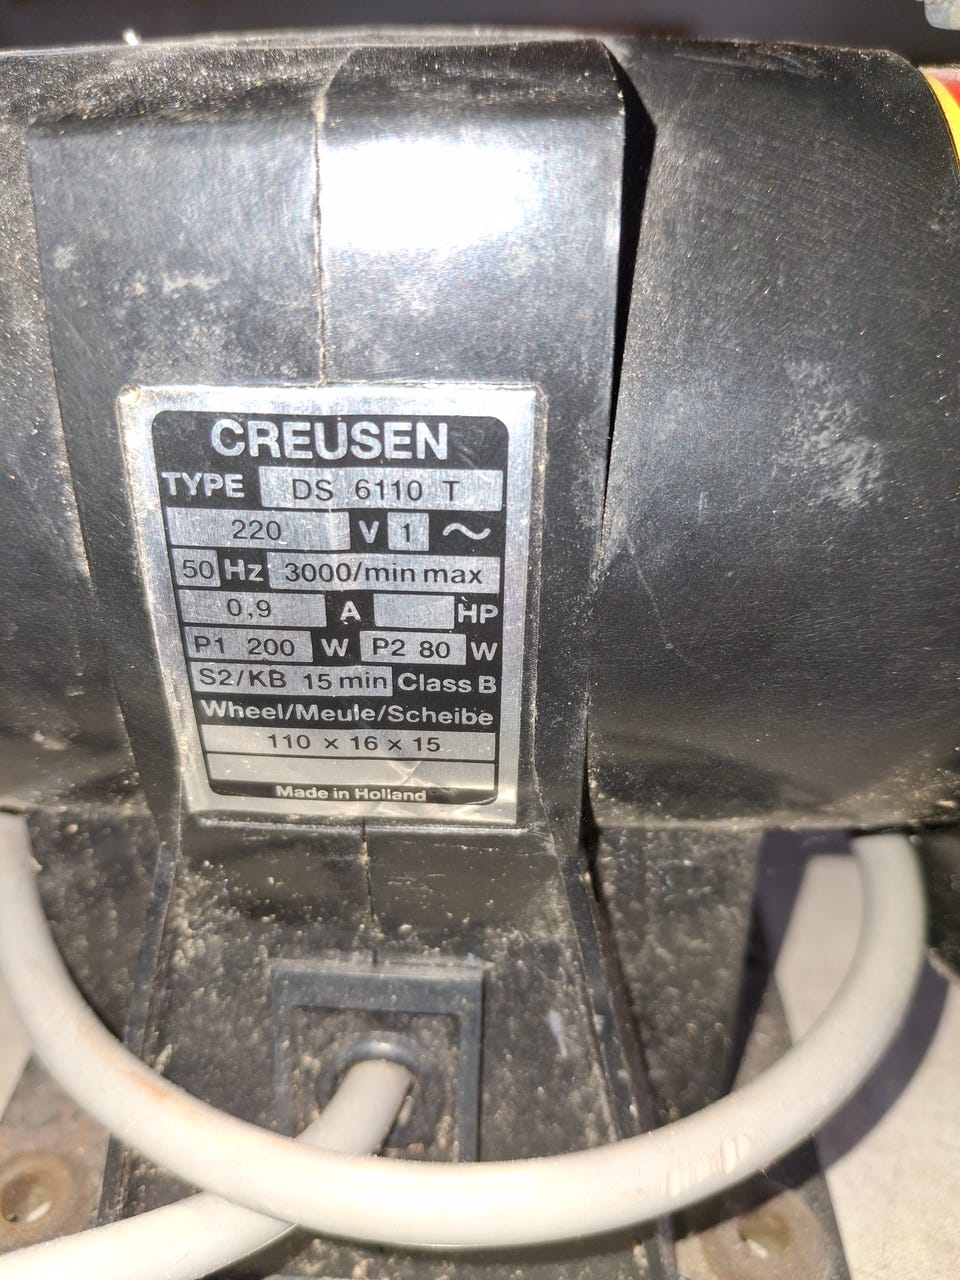 CREUSEN
TYPE DS 6110 T
220 V 1 ~
50 Hz 3000/min max
0,9 A HP
P1 200 W P2 80 W
S2/KB 15 min Class B
Wheel/Meule/Scheibe
110 x 16 x 15
Made in Holland